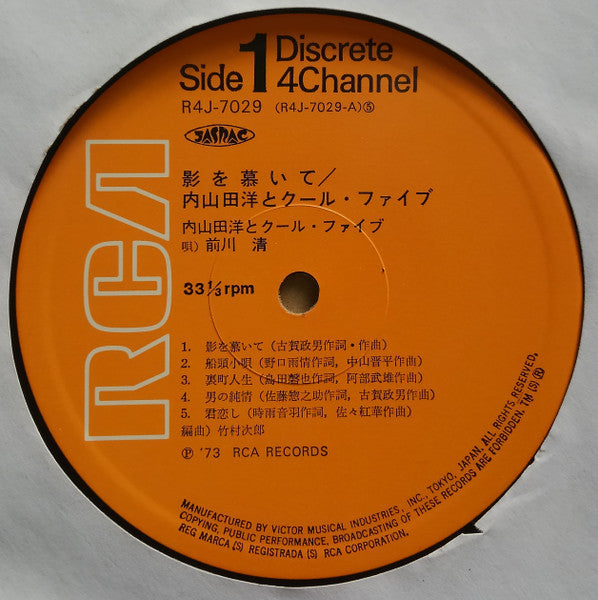 Side 1 Discrete
4Channel
R4J-7029 (R4J-7029-A)⑤
JASRAC
RCA
影を慕いて/
内山田洋とクール・ファイブ
内山田洋とクール・ファイブ
唄) 前川 清
33⅓rpm
1. 影を慕いて (古賀政男作詞・作曲)
2. 船頭小唄 (野口雨情作詞, 中山晋平作曲)
3. 裏町人生 (島田磬也作詞, 阿部武雄作曲)
4. 男の純情 (佐藤惣之助作詞, 古賀政男作曲)
5. 君恋し (時雨音羽作詞, 佐々紅華作曲)
編曲) 竹村次郎
Ⓟ '73 RCA RECORDS
MANUFACTURED BY VICTOR MUSICAL INDUSTRIES, INC., TOKYO, JAPAN. ALL RIGHTS RESERVED.
COPYING, PUBLIC PERFORMANCE, BROADCASTING OF THESE RECORDS ARE FORBIDDEN. TM (S) Ⓡ
REG MARCA (S) REGISTRADA (S) RCA CORPORATION.